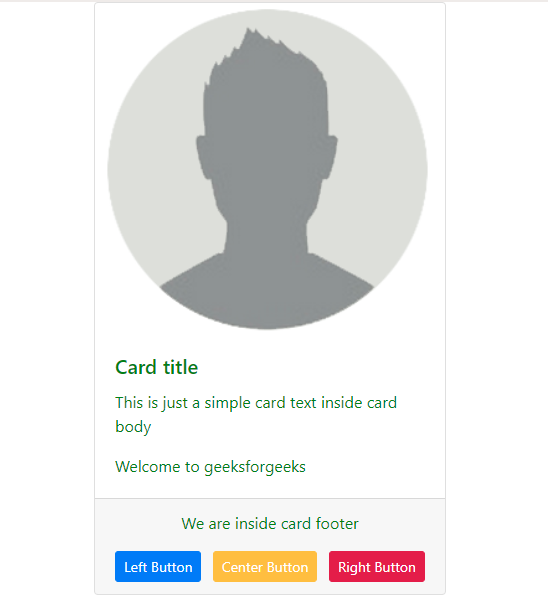 Card title
This is just a simple card text inside card
body
Welcome to geeksforgeeks
We are inside card footer
Left Button
Center Button
Right Button